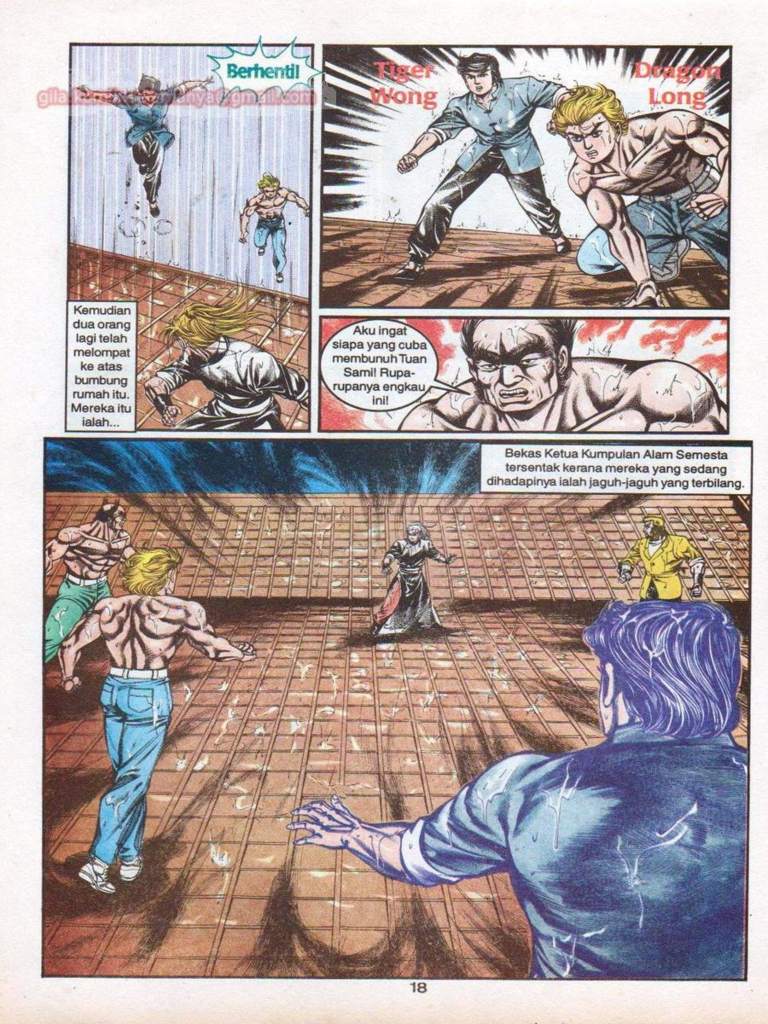 Berhenti!
Kemudian
dua orang
lagi telah
melompat
ke atas
bumbung
rumah itu.
Mereka itu
ialah...
Tiger
Wong
Dragon
Long
Aku ingat
siapa yang cuba
membunuh Tuan
Sami! Rupa-
rupanya engkau
ini!
Bekas Ketua Kumpulan Alam Semesta
tersentak kerana mereka yang sedang
dihadapinya ialah jaguh-jaguh yang terbilang.
18